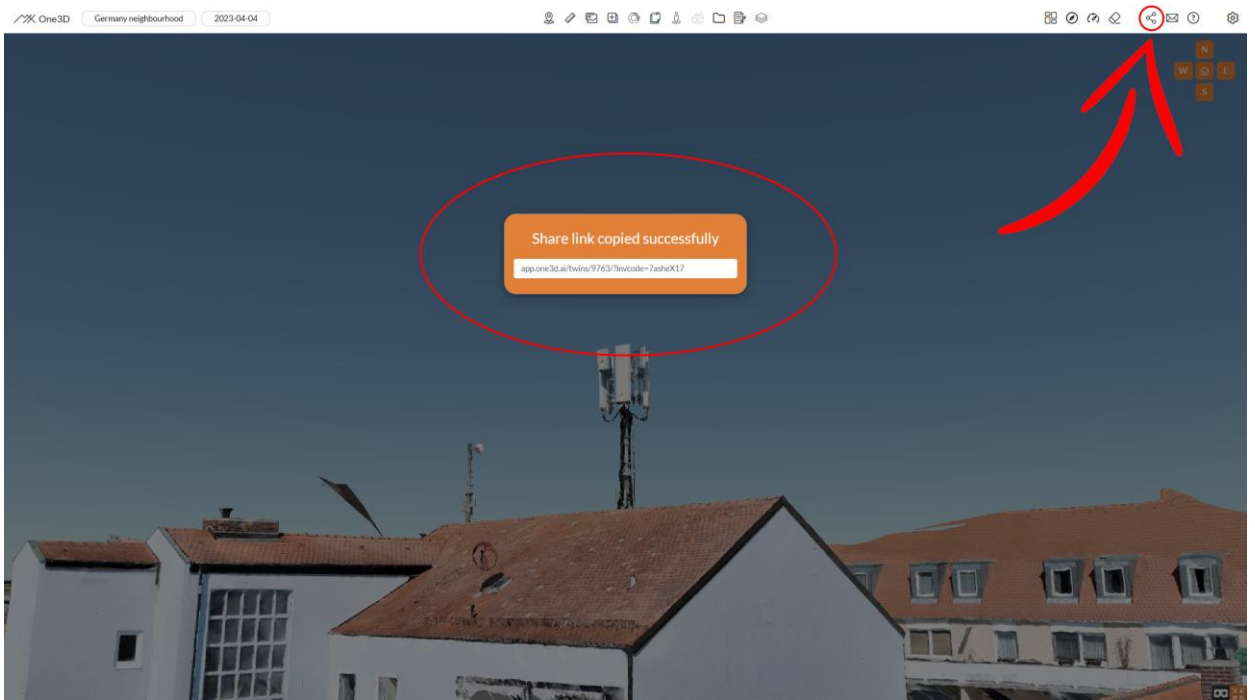 One3D
Germany neighbourhood
2023-04-04
N
W
E
S
Share link copied successfully
app.one3d.ai/twins/9763/?invcode=7asheX17